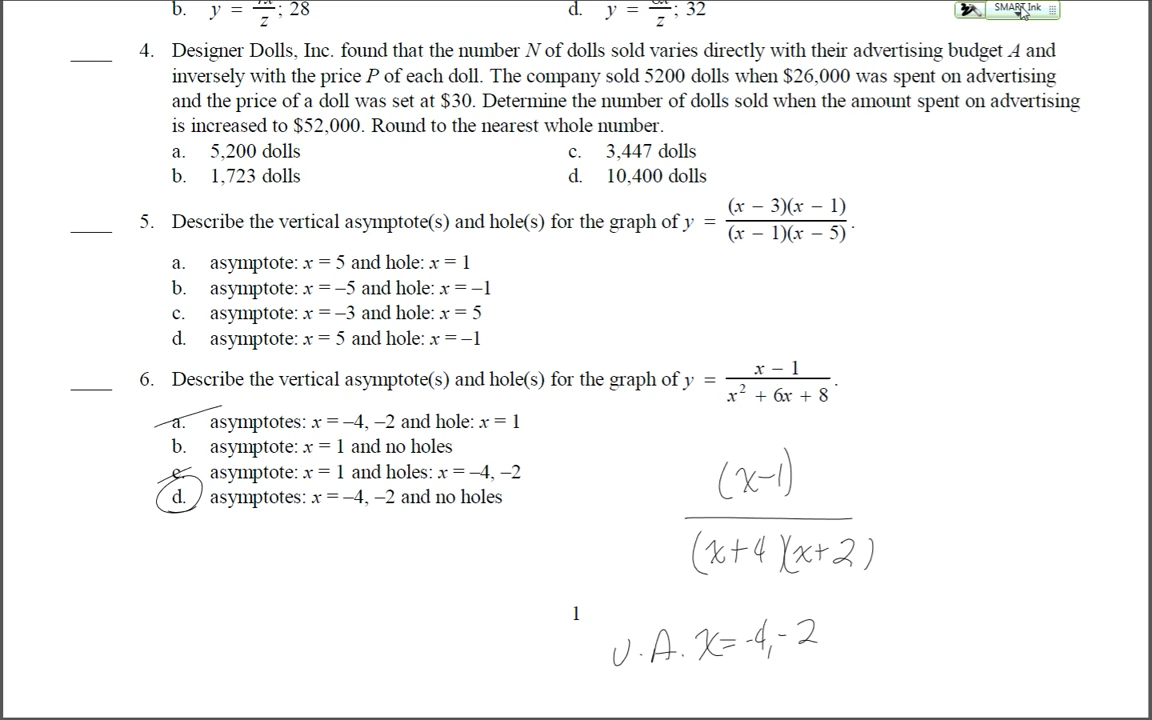 b. y = z; 28 d. y = z; 32 SMART Ink
4. Designer Dolls, Inc. found that the number N of dolls sold varies directly with their advertising budget A and
inversely with the price P of each doll. The company sold 5200 dolls when $26,000 was spent on advertising
and the price of a doll was set at $30. Determine the number of dolls sold when the amount spent on advertising
is increased to $52,000. Round to the nearest whole number.
a. 5,200 dolls c. 3,447 dolls
b. 1,723 dolls d. 10,400 dolls
5. Describe the vertical asymptote(s) and hole(s) for the graph of y = (x – 3)(x – 1) / (x – 1)(x – 5).
a. asymptote: x = 5 and hole: x = 1
b. asymptote: x = –5 and hole: x = –1
c. asymptote: x = –3 and hole: x = 5
d. asymptote: x = 5 and hole: x = –1
6. Describe the vertical asymptote(s) and hole(s) for the graph of y = x – 1 / x² + 6x + 8.
a. asymptotes: x = –4, –2 and hole: x = 1
b. asymptote: x = 1 and no holes
c. asymptote: x = 1 and holes: x = –4, –2
d. asymptotes: x = –4, –2 and no holes
(x-1)
(x+4)(x+2)
1
V.A. x=-4,-2